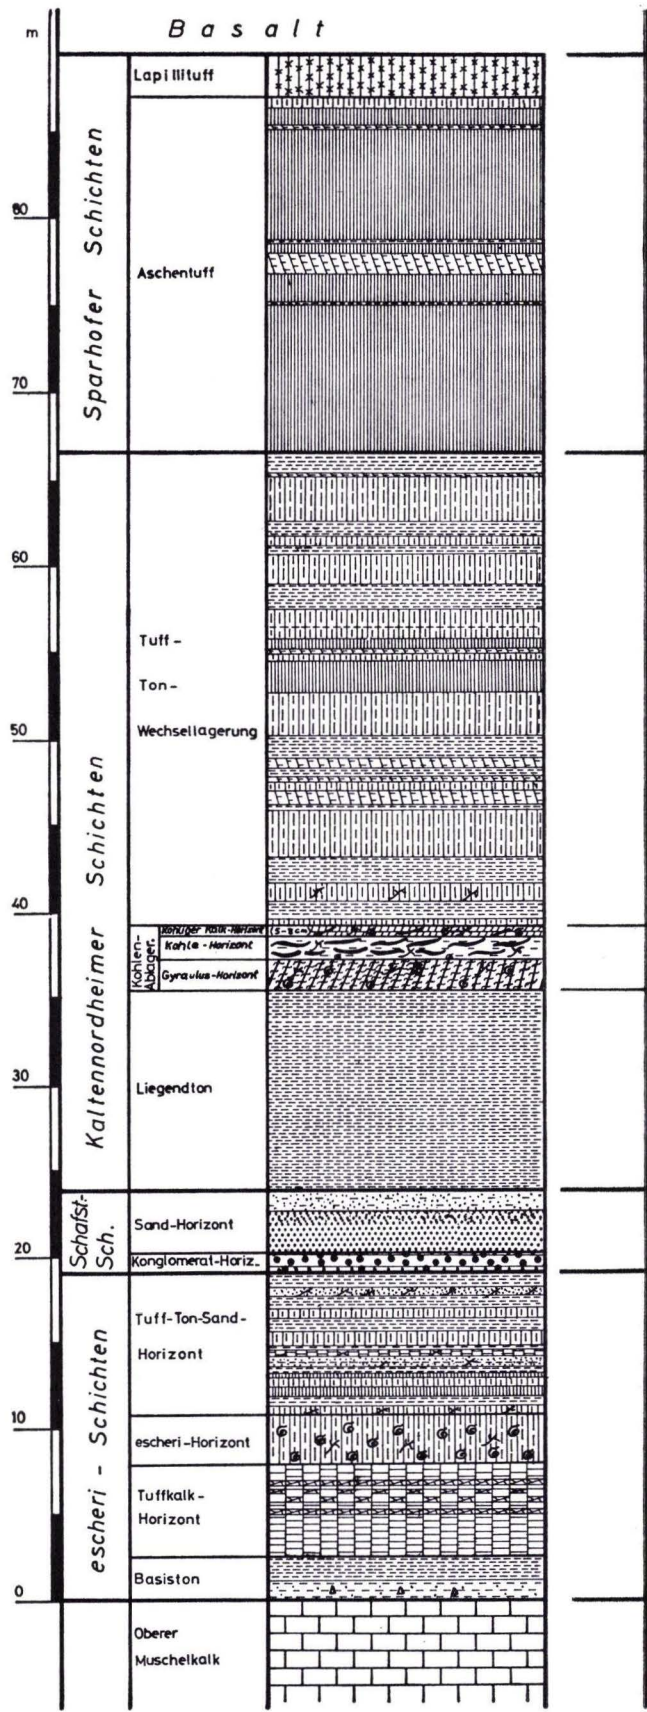 m
Basalt
Sparhofer Schichten
Lapillituff
Aschentuff
80
70
Kaltennordheimer Schichten
60
Tuff-
Ton-
Wechsellagerung
50
40
Kohlen-
Ablager.
Kohliger Kalk-Horizont
(5-8cm)
Kohle-Horizont
Gyraulus-Horizont
Liegendton
30
Schafst.-
Sch.
Sand-Horizont
20
Konglomerat-Horiz.
escheri - Schichten
Tuff-Ton-Sand-
Horizont
10
escheri-Horizont
Tuffkalk-
Horizont
Basiston
0
Oberer
Muschelkalk